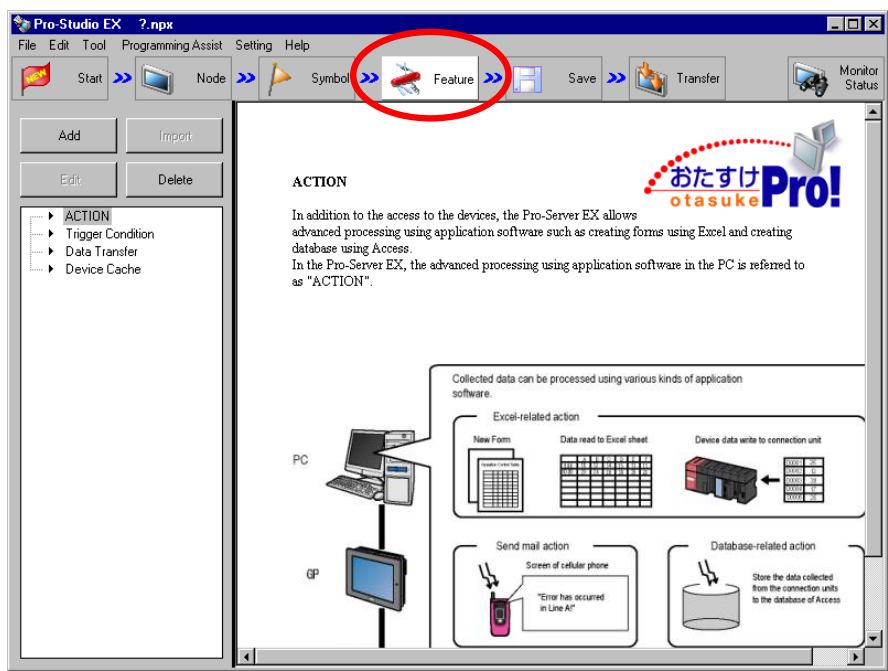 Pro-Studio EX ?.npx
File Edit Tool Programming Assist Setting Help
NEW Start Node Symbol Feature Save Transfer Monitor Status
Add Import
Edit Delete
ACTION
Trigger Condition
Data Transfer
Device Cache
おたすけ Pro!
otasuke
ACTION
In addition to the access to the devices, the Pro-Server EX allows
advanced processing using application software such as creating forms using Excel and creating
database using Access.
In the Pro-Server EX, the advanced processing using application software in the PC is referred to
as "ACTION".
Collected data can be processed using various kinds of application
software.
Excel-related action
New Form Data read to Excel sheet Device data write to connection unit
PC
GP
Send mail action
Screen of cellular phone
"Error has occurred
in Line A!"
Database-related action
Store the data collected
from the connection units
to the database of Access